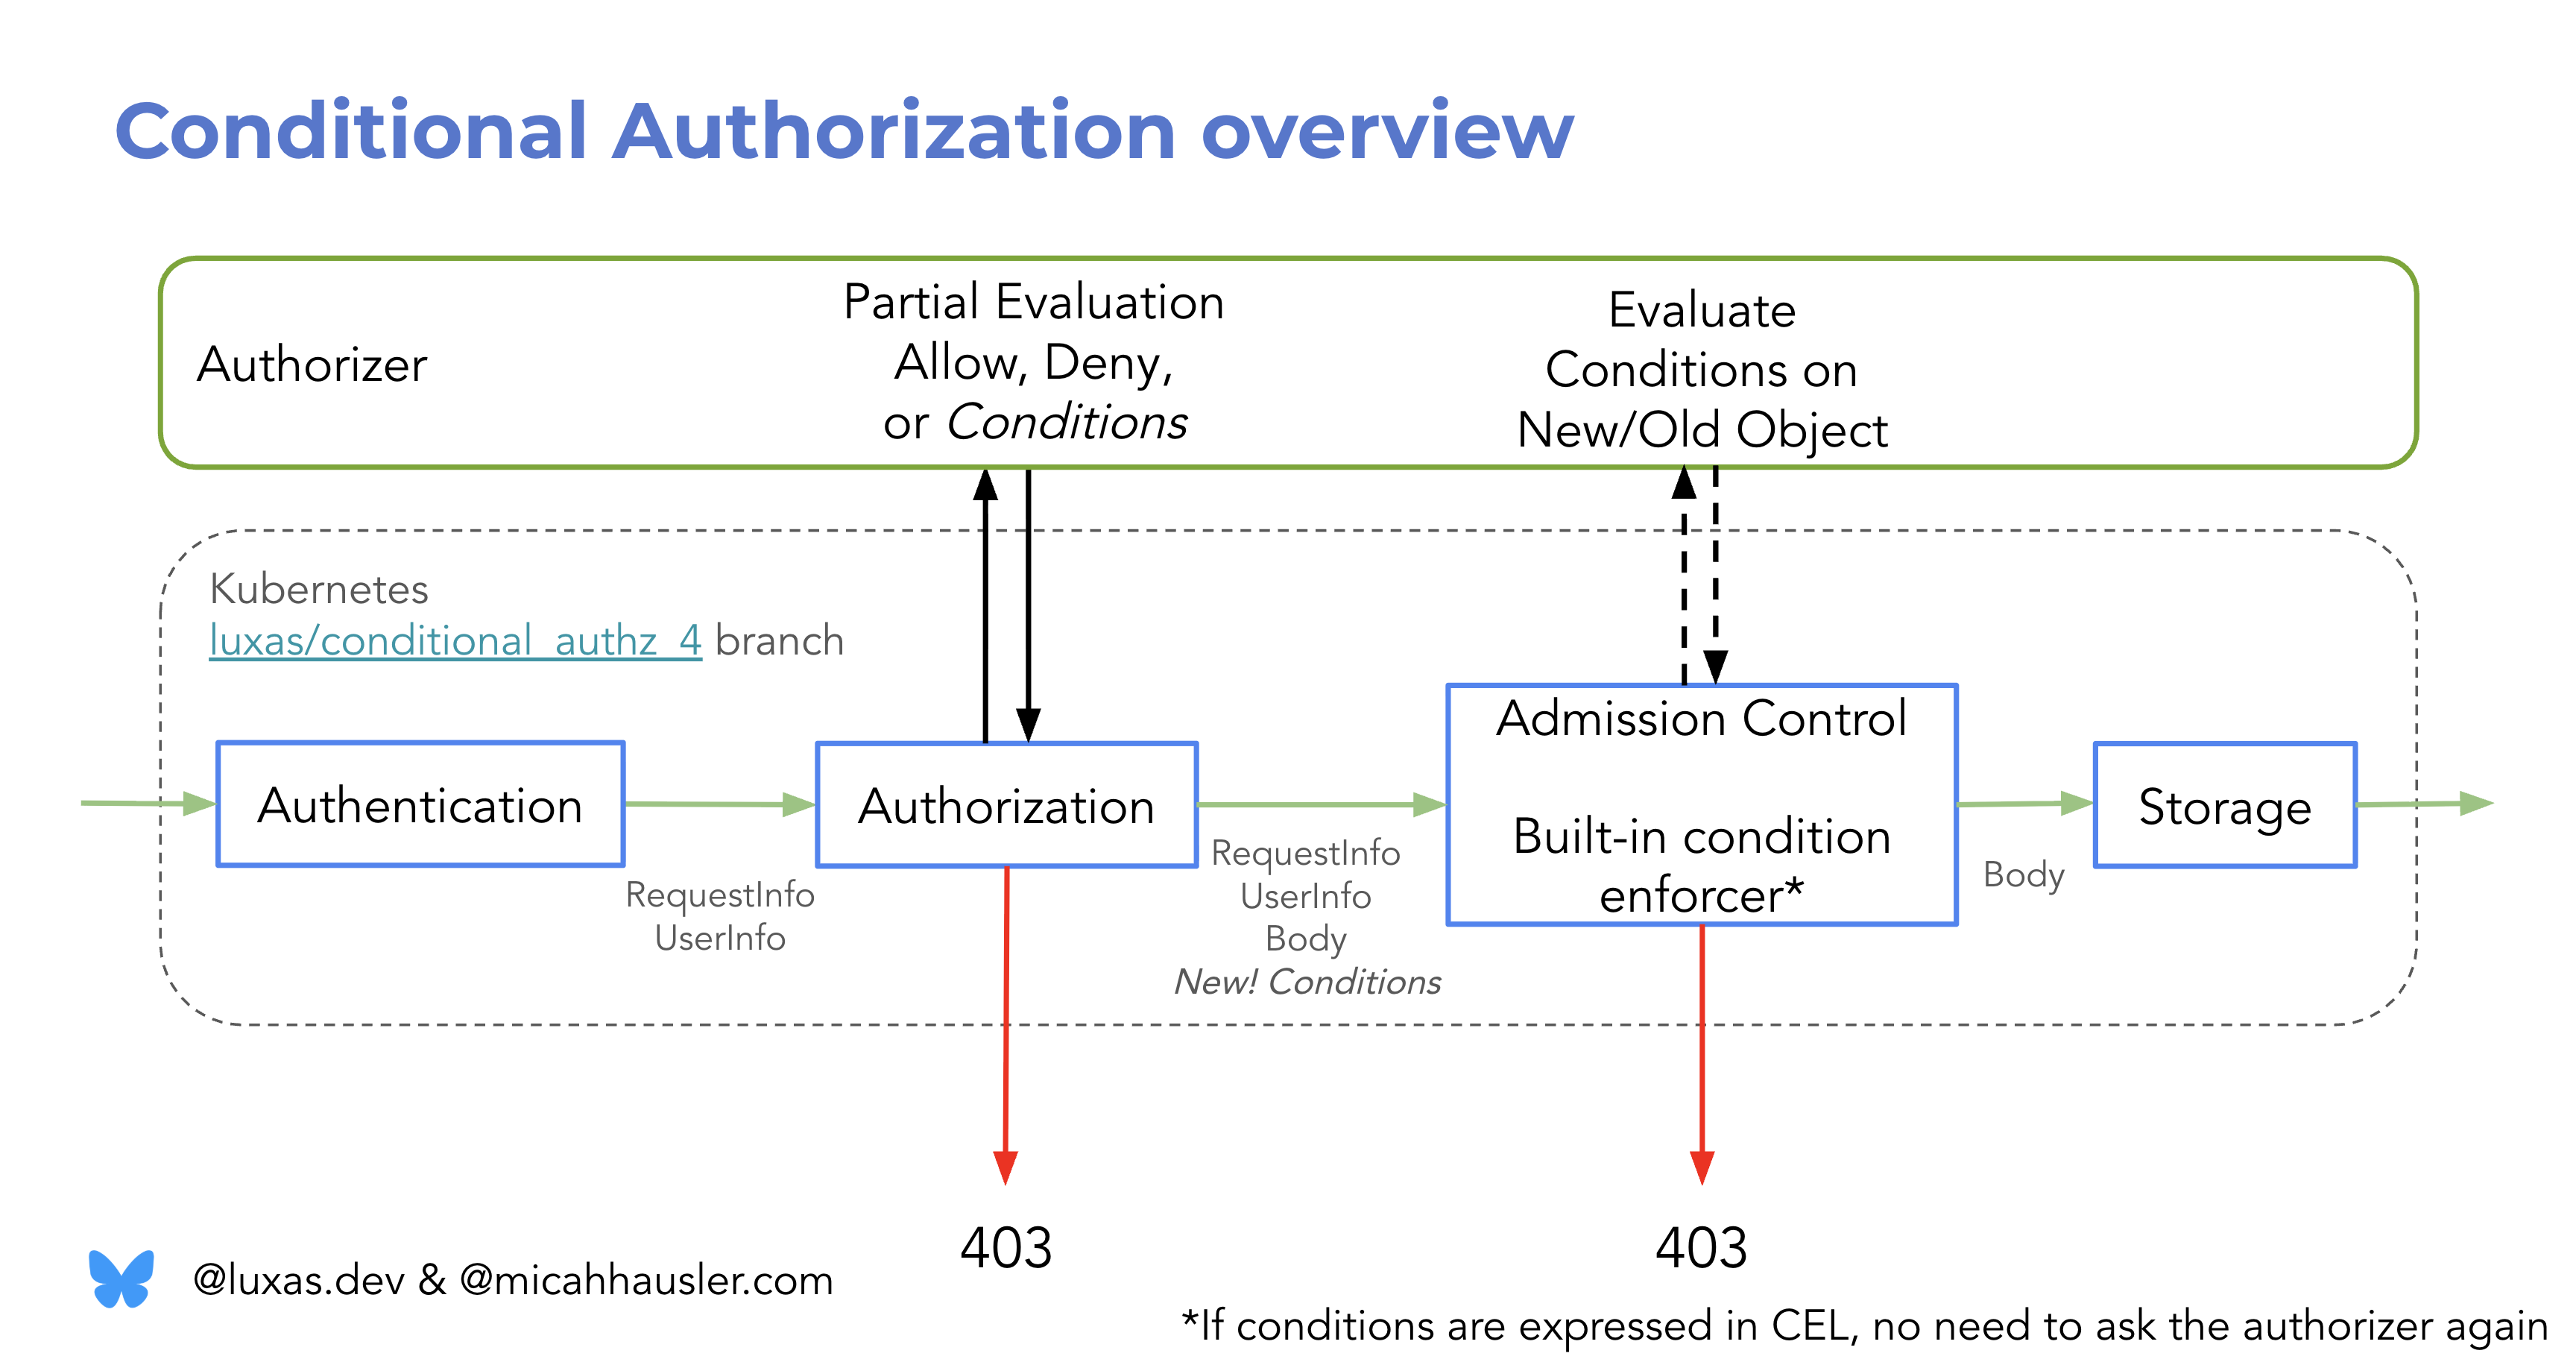 Conditional Authorization overview
Authorizer
Partial Evaluation
Allow, Deny,
or Conditions
Evaluate
Conditions on
New/Old Object
Kubernetes
luxas/conditional_authz_4 branch
Authentication
RequestInfo
UserInfo
Authorization
RequestInfo
UserInfo
Body
New! Conditions
Admission Control
Built-in condition
enforcer*
Body
Storage
403
403
@luxas.dev & @micahhausler.com
*If conditions are expressed in CEL, no need to ask the authorizer again